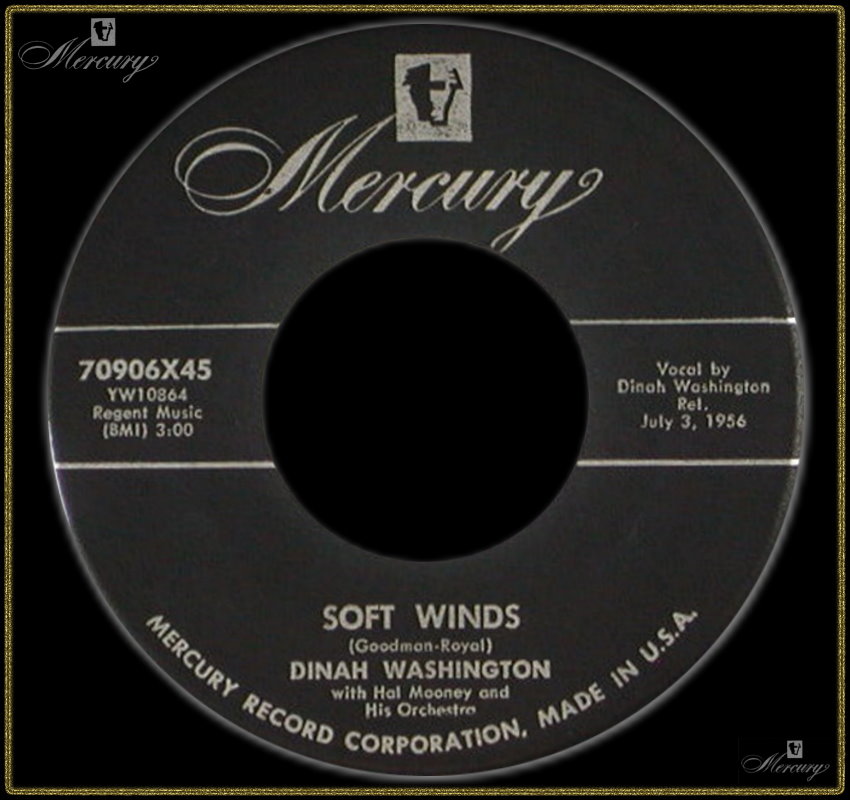 Mercury
Mercury
70906X45
YW10864
Regent Music
(BMI) 3:00
Vocal by
Dinah Washington
Rel.
July 3, 1956
SOFT WINDS
(Goodman-Royal)
DINAH WASHINGTON
with Hal Mooney and
His Orchestra
MERCURY RECORD CORPORATION, MADE IN U.S.A.
Mercury